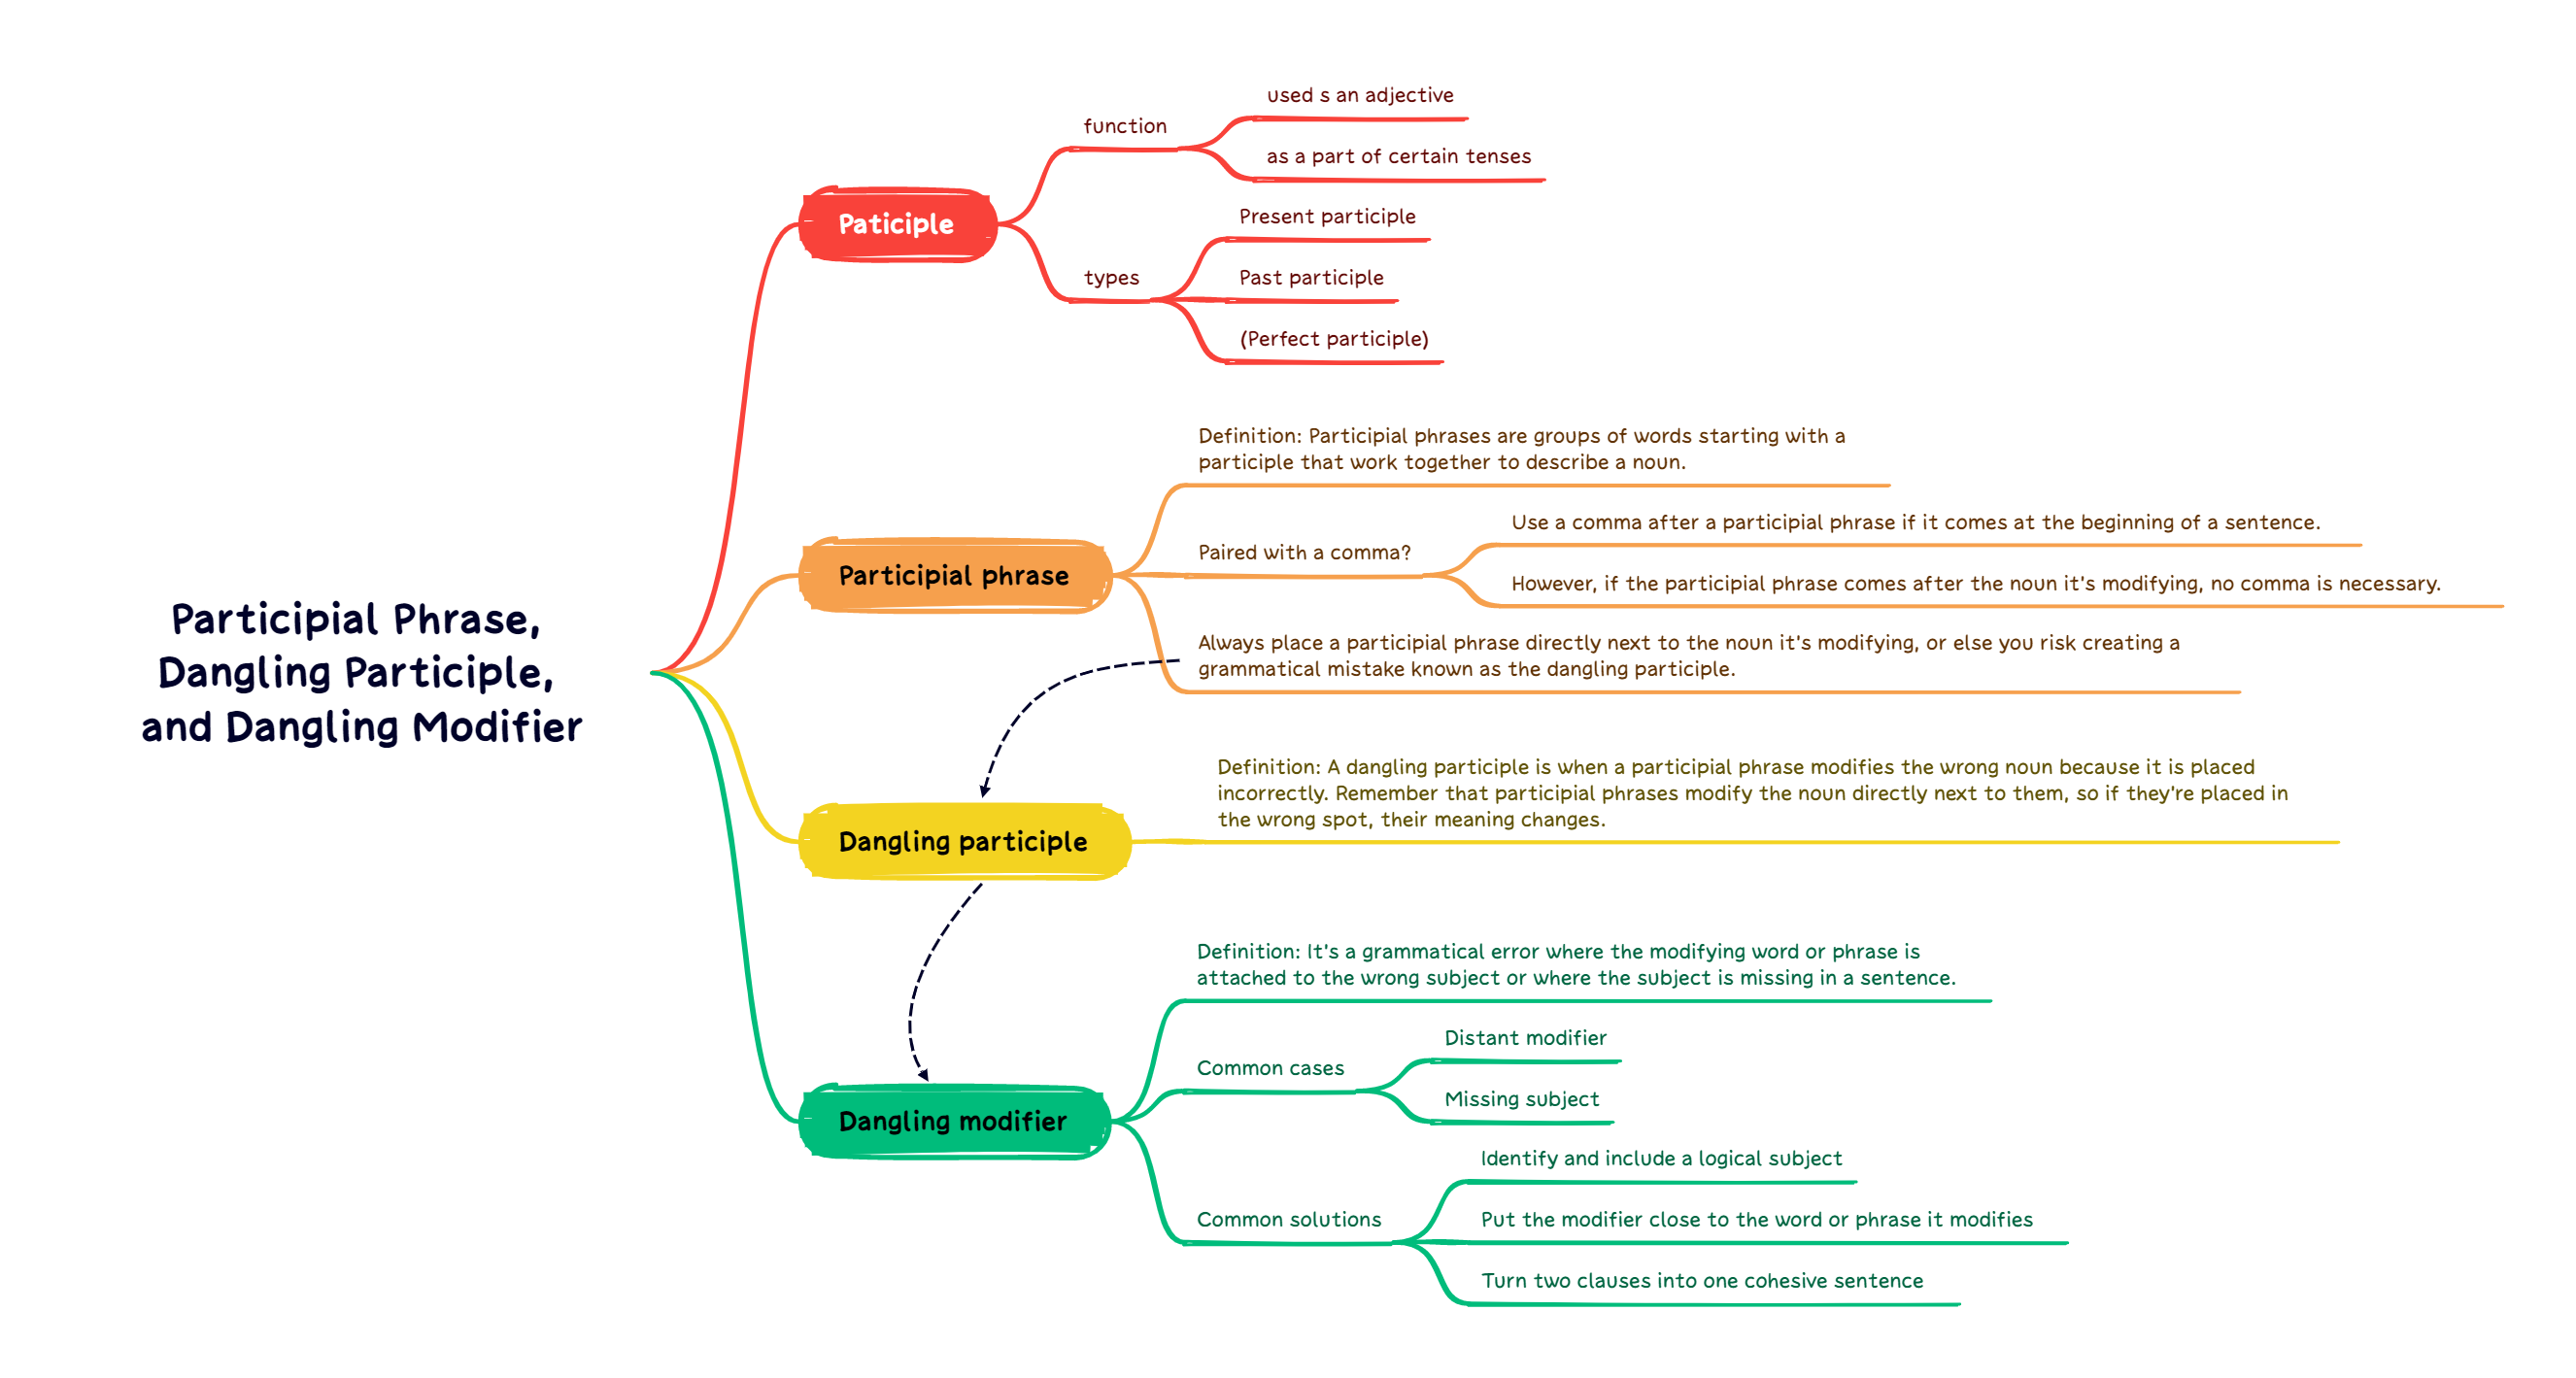 Participial Phrase,
Dangling Participle,
and Dangling Modifier
Paticiple
function
used s an adjective
as a part of certain tenses
types
Present participle
Past participle
(Perfect participle)
Participial phrase
Definition: Participial phrases are groups of words starting with a
participle that work together to describe a noun.
Paired with a comma?
Use a comma after a participial phrase if it comes at the beginning of a sentence.
However, if the participial phrase comes after the noun it's modifying, no comma is necessary.
Always place a participial phrase directly next to the noun it's modifying, or else you risk creating a
grammatical mistake known as the dangling participle.
Dangling participle
Definition: A dangling participle is when a participial phrase modifies the wrong noun because it is placed
incorrectly. Remember that participial phrases modify the noun directly next to them, so if they're placed in
the wrong spot, their meaning changes.
Dangling modifier
Definition: It's a grammatical error where the modifying word or phrase is
attached to the wrong subject or where the subject is missing in a sentence.
Common cases
Distant modifier
Missing subject
Common solutions
Identify and include a logical subject
Put the modifier close to the word or phrase it modifies
Turn two clauses into one cohesive sentence